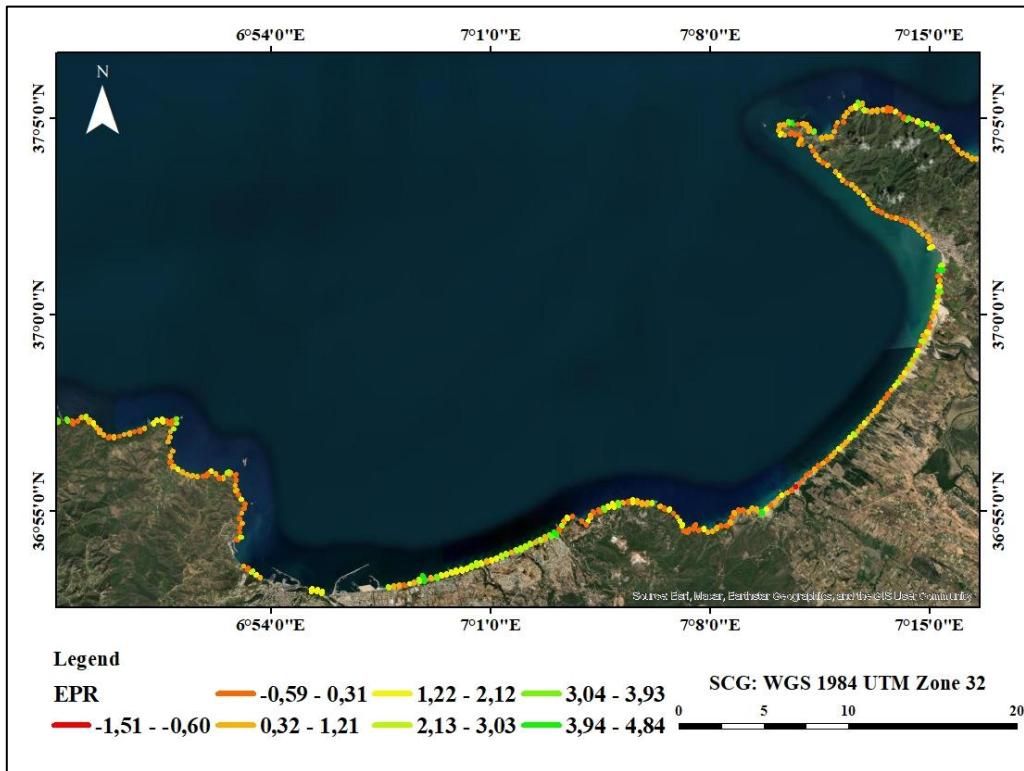 6°54'0"E 7°1'0"E 7°8'0"E 7°15'0"E
N
37°5'0"N 37°5'0"N
37°0'0"N 37°0'0"N
36°55'0"N 36°55'0"N
Source: Esri, Maxar, Earthstar Geographics, and the GIS User Community
6°54'0"E 7°1'0"E 7°8'0"E 7°15'0"E
Legend
EPR -0,59 - 0,31 1,22 - 2,12 3,04 - 3,93
-1,51 - -0,60 0,32 - 1,21 2,13 - 3,03 3,94 - 4,84
SCG: WGS 1984 UTM Zone 32
0 5 10 20